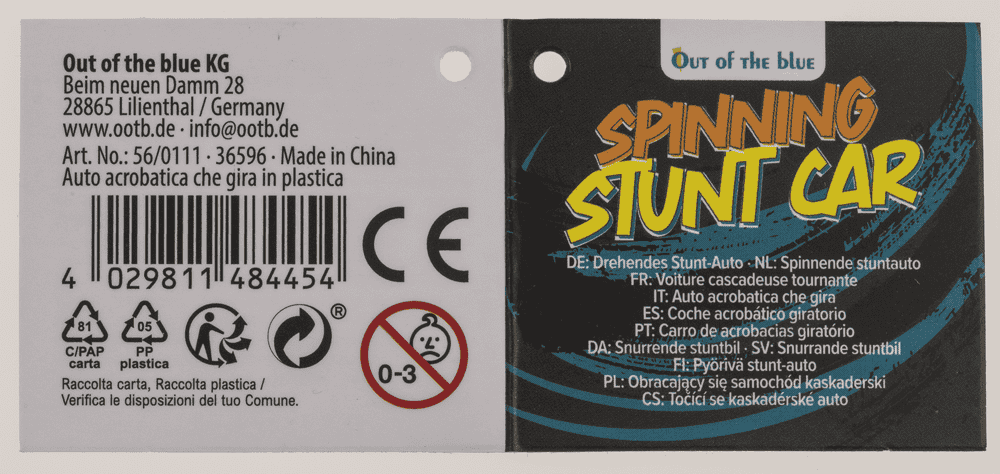 Out of the blue KG
Beim neuen Damm 28
28865 Lilienthal / Germany
www.ootb.de · info@ootb.de
Art. No.: 56/0111 · 36596 · Made in China
Auto acrobatica che gira in plastica
4 029811 484454
CE
81
C/PAP
carta
05
PP
plastica
®
0-3
Raccolta carta, Raccolta plastica /
Verifica le disposizioni del tuo Comune.
OUT OF THE BLUE
SPINNING
STUNT CAR
DE: Drehendes Stunt-Auto · NL: Spinnende stuntauto
FR: Voiture cascadeuse tournante
IT: Auto acrobatica che gira
ES: Coche acrobático giratorio
PT: Carro de acrobacias giratório
DA: Snurrende stuntbil · SV: Snurrande stuntbil
FI: Pyörivä stunt-auto
PL: Obracający się samochód kaskaderski
CS: Točící se kaskadérské auto